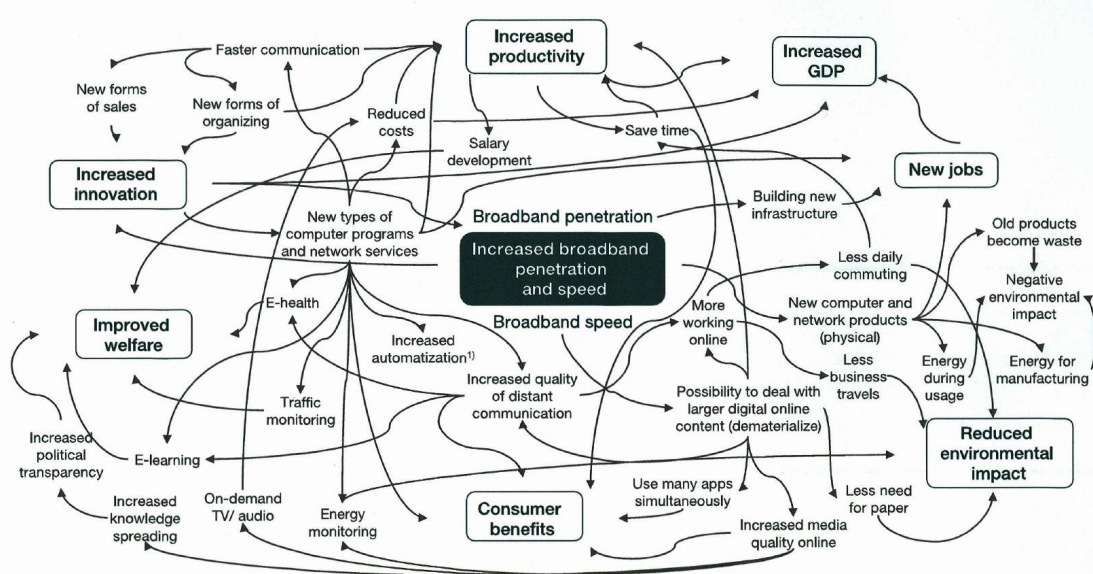 Faster communication
Increased
productivity
Increased
GDP
New forms
of sales
New forms of
organizing
Reduced
costs
Save time
Salary
development
Increased
innovation
New jobs
Building new
infrastructure
New types of
computer programs
and network services
Broadband penetration
Increased broadband
penetration
and speed
Broadband speed
Old products
become waste
Less daily
commuting
Negative
environmental
impact
E-health
More
working
online
New computer and
network products
(physical)
Improved
welfare
Increased
automatization¹⁾
Energy
during
usage
Energy for
manufacturing
Less
business
travels
Increased quality
of distant
communication
Possibility to deal with
larger digital online
content (dematerialize)
Traffic
monitoring
Increased
political
transparency
E-learning
Reduced
environmental
impact
Increased
knowledge
spreading
On-demand
TV/ audio
Energy
monitoring
Consumer
benefits
Use many apps
simultaneously
Less need
for paper
Increased media
quality online